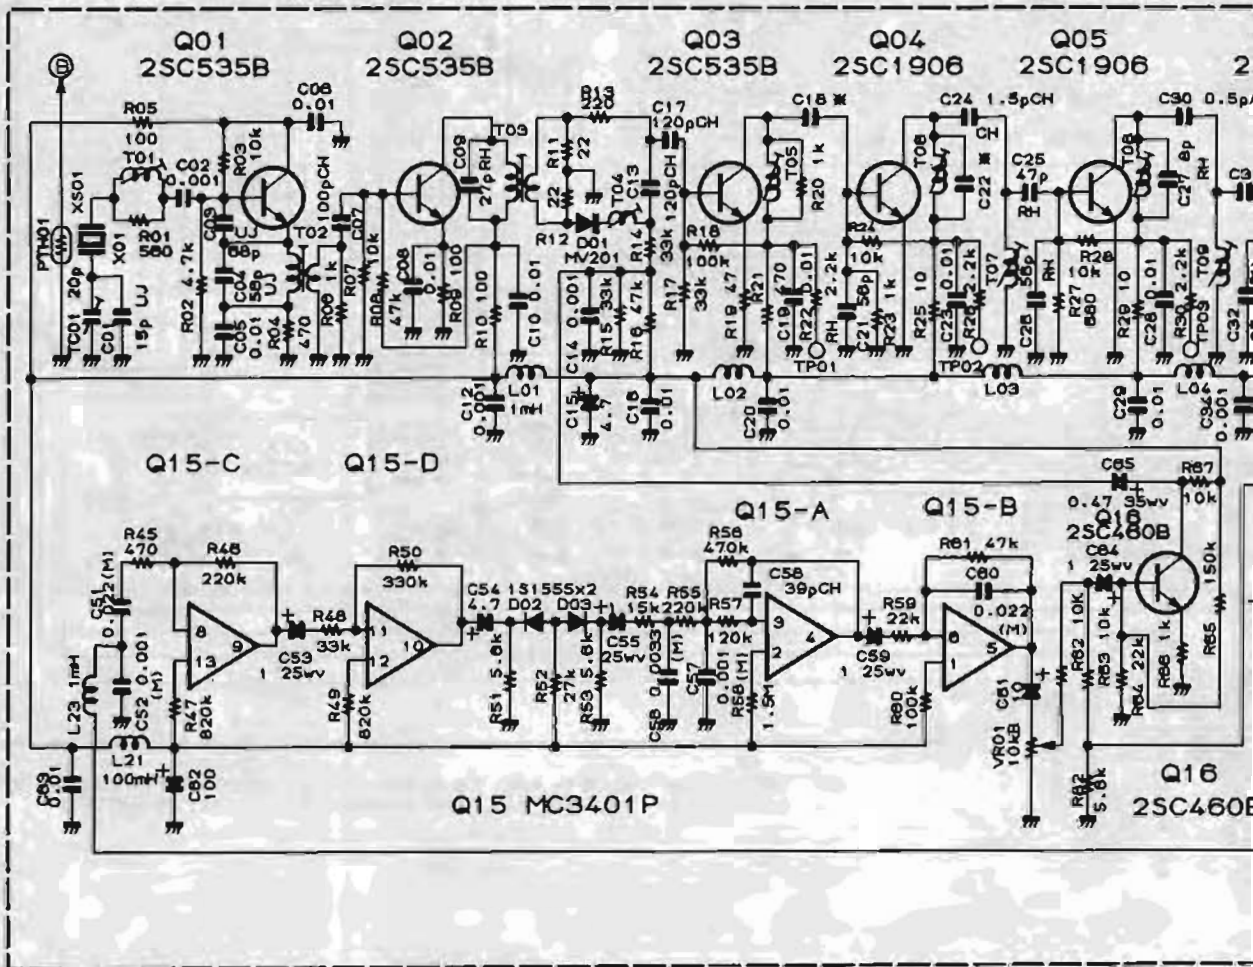 Q01
2SC535B
Q02
2SC535B
Q03
2SC535B
Q04
2SC1906
Q05
2SC1906
R05
100
T01
C02
0.001
XS01
X01
R01
560
PTH01
TC01 20p
C01
15p UJ
R02 4.7k
R03
10k
C06
0.01
C03
68p
UJ
C04
58p
UJ
C05
0.01
R04
470
T02
R06
1k
100pCH
C07
R07
10k
R08
47k
C08
0.01
R09
100
C09
27p RH
T03
R10 100
C10 0.01
R11
22
R12
22
R13
220
D01
MV201
T04
C13
120pCH
R14
33k
C17
120pCH
C14 0.001
R15 33k
R16 47k
R17
33k
R18
100k
R19 47
T05
R20 1k
C18 ※
R21
C19 470
R22 0.01
TP01
R24
10k
RH 2.2k
C21 56p
R23 1k
T06
C22 ※
CH
C24 1.5pCH
R25 10
C23 0.01
R26 2.2k
TP02
T07
C25
47p
RH
C26
56p
RH
R27
680
R28
10k
R29 10
T08
C27
8p
C28 0.01
R30 2.2k
TP03
C30 0.5p
RH
T09
C32
C12
0.001
L01
1mH
C15
4.7
C16
0.01
L02
C20
0.01
L03
C29
0.01
L04
C34
0.001
Q15-C
Q15-D
Q15-A
Q15-B
R45
470
R46
220k
C51
0.022(M)
8
13
9
L23 1mH
C52 0.001
(M)
R47
820k
C53
1 25wv
R48
33k
R50
330k
11
12
10
R49
820k
C54
4.7
1S1555x2
D02
D03
R51 5.6k
R52
27k
R53 5.6k
C55
1 25wv
R54
15k
R55
220k
0.0033
(M)
C57
0.001
(M)
R56
470k
R57
120k
C58
39pCH
3
2
4
1.5M
C59
1 25wv
R59
22k
R60
100k
R61 47k
C60
0.022
(M)
6
1
5
C61
10
VR01
10kB
C65
0.47 35wv
R67
10k
2SC460B
C64
1 25wv
10K
R63 10k
R64 22k
R66 1k
R65
150k
R62
5.6k
Q16
2SC460B
C63
0.01
L21
100mH
C62
100
Q15 MC3401P